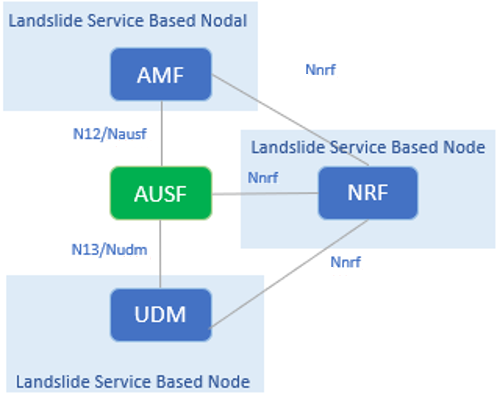 Landslide Service Based Nodal
AMF
Nnrf
N12/Nausf
Landslide Service Based Node
AUSF
Nnrf
NRF
N13/Nudm
Nnrf
UDM
Landslide Service Based Node